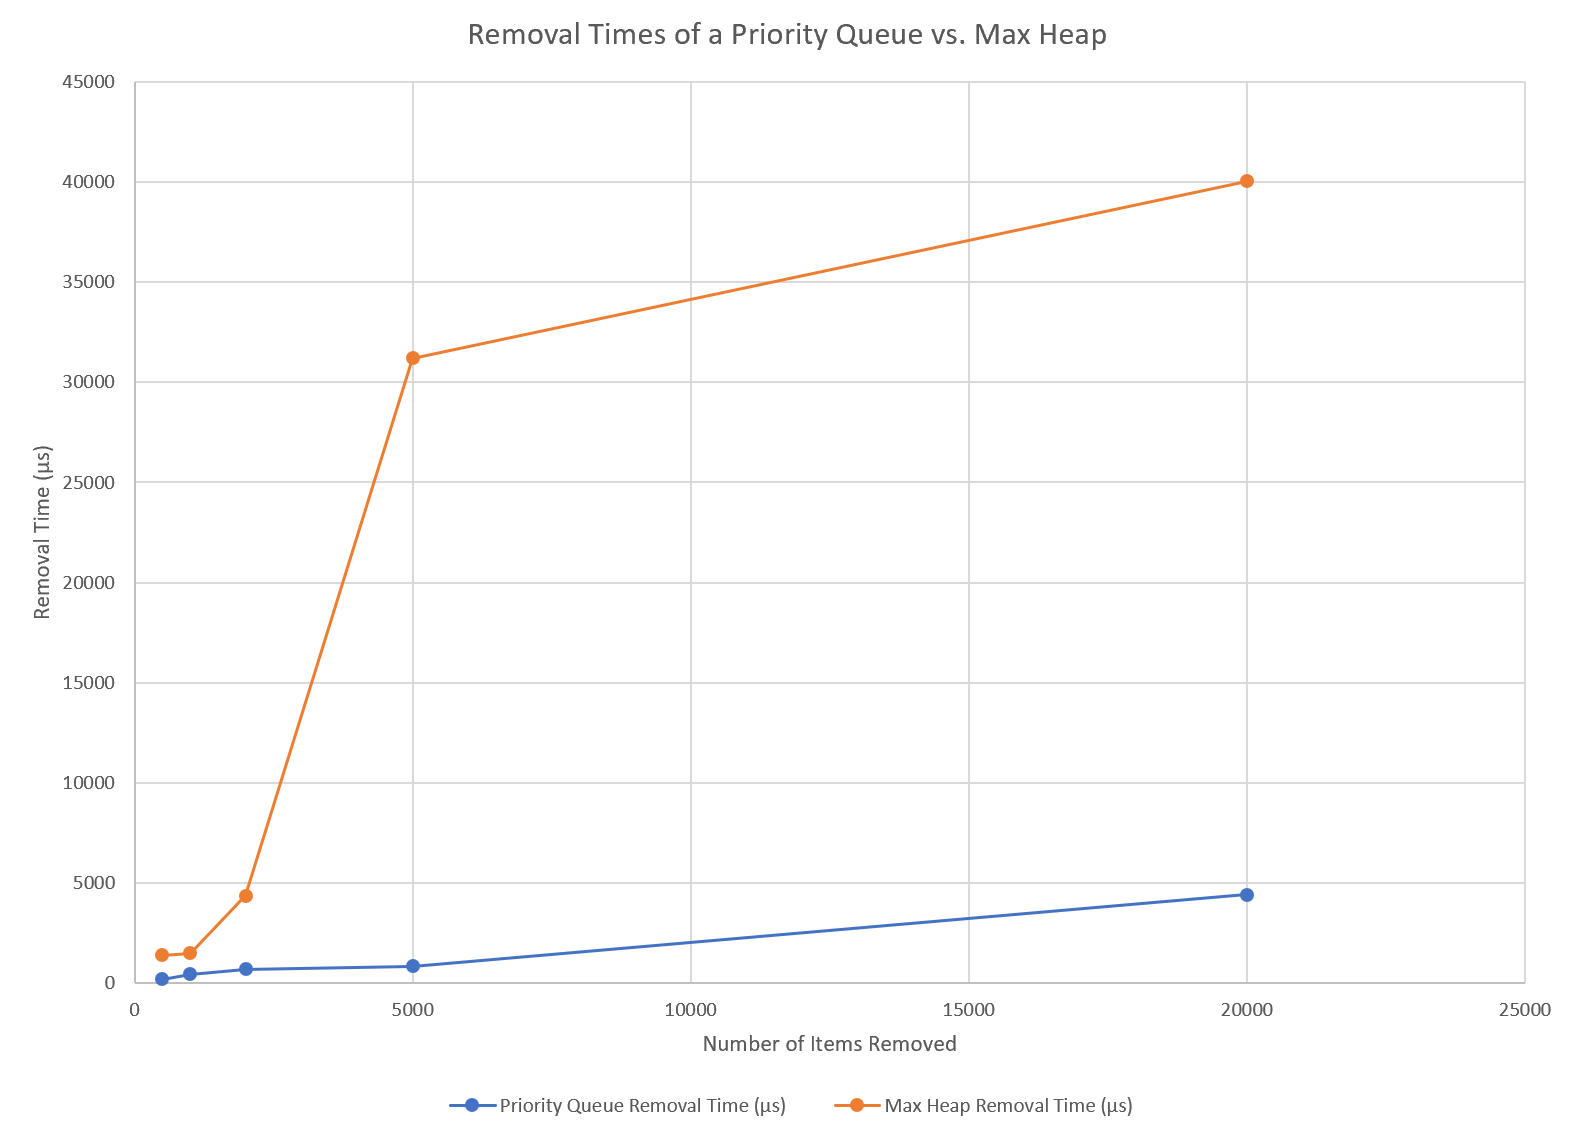 Removal Times of a Priority Queue vs. Max Heap
45000
40000
35000
30000
25000
20000
15000
10000
5000
0
Removal Time (µs)
0 5000 10000 15000 20000 25000
Number of Items Removed
Priority Queue Removal Time (µs) Max Heap Removal Time (µs)